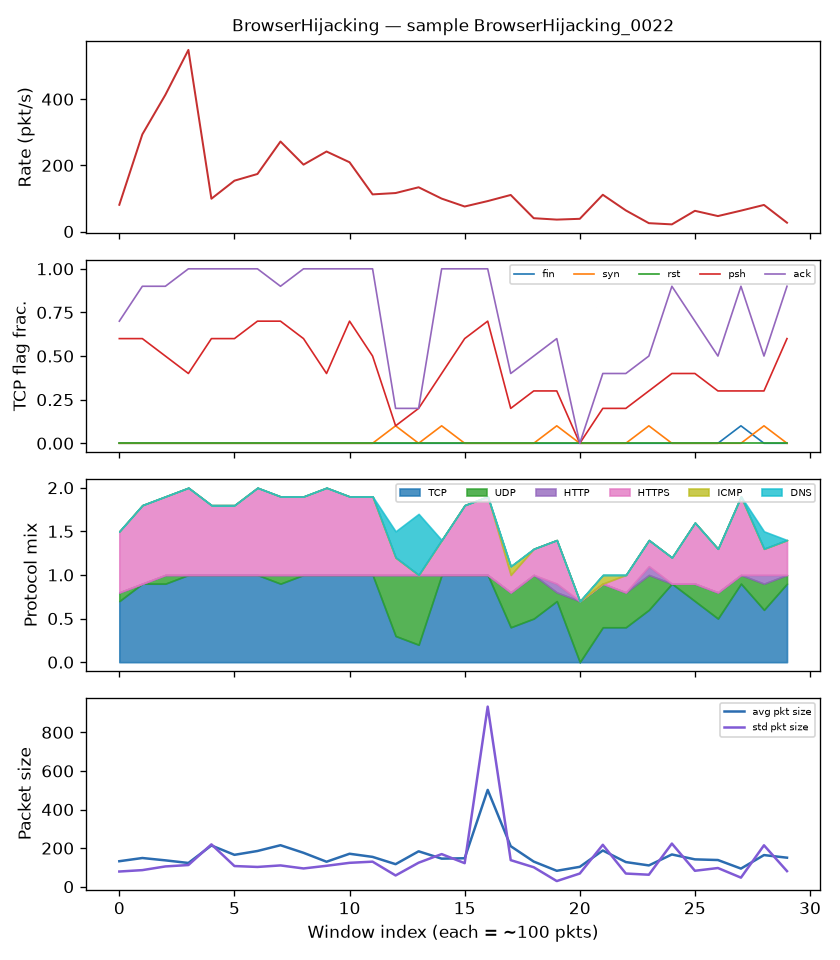 BrowserHijacking — sample BrowserHijacking_0022
Rate (pkt/s)
400
200
0
TCP flag frac.
1.00
0.75
0.50
0.25
0.00
fin syn rst psh ack
Protocol mix
2.0
1.5
1.0
0.5
0.0
TCP UDP HTTP HTTPS ICMP DNS
Packet size
800
600
400
200
0
avg pkt size
std pkt size
0 5 10 15 20 25 30
Window index (each = ~100 pkts)